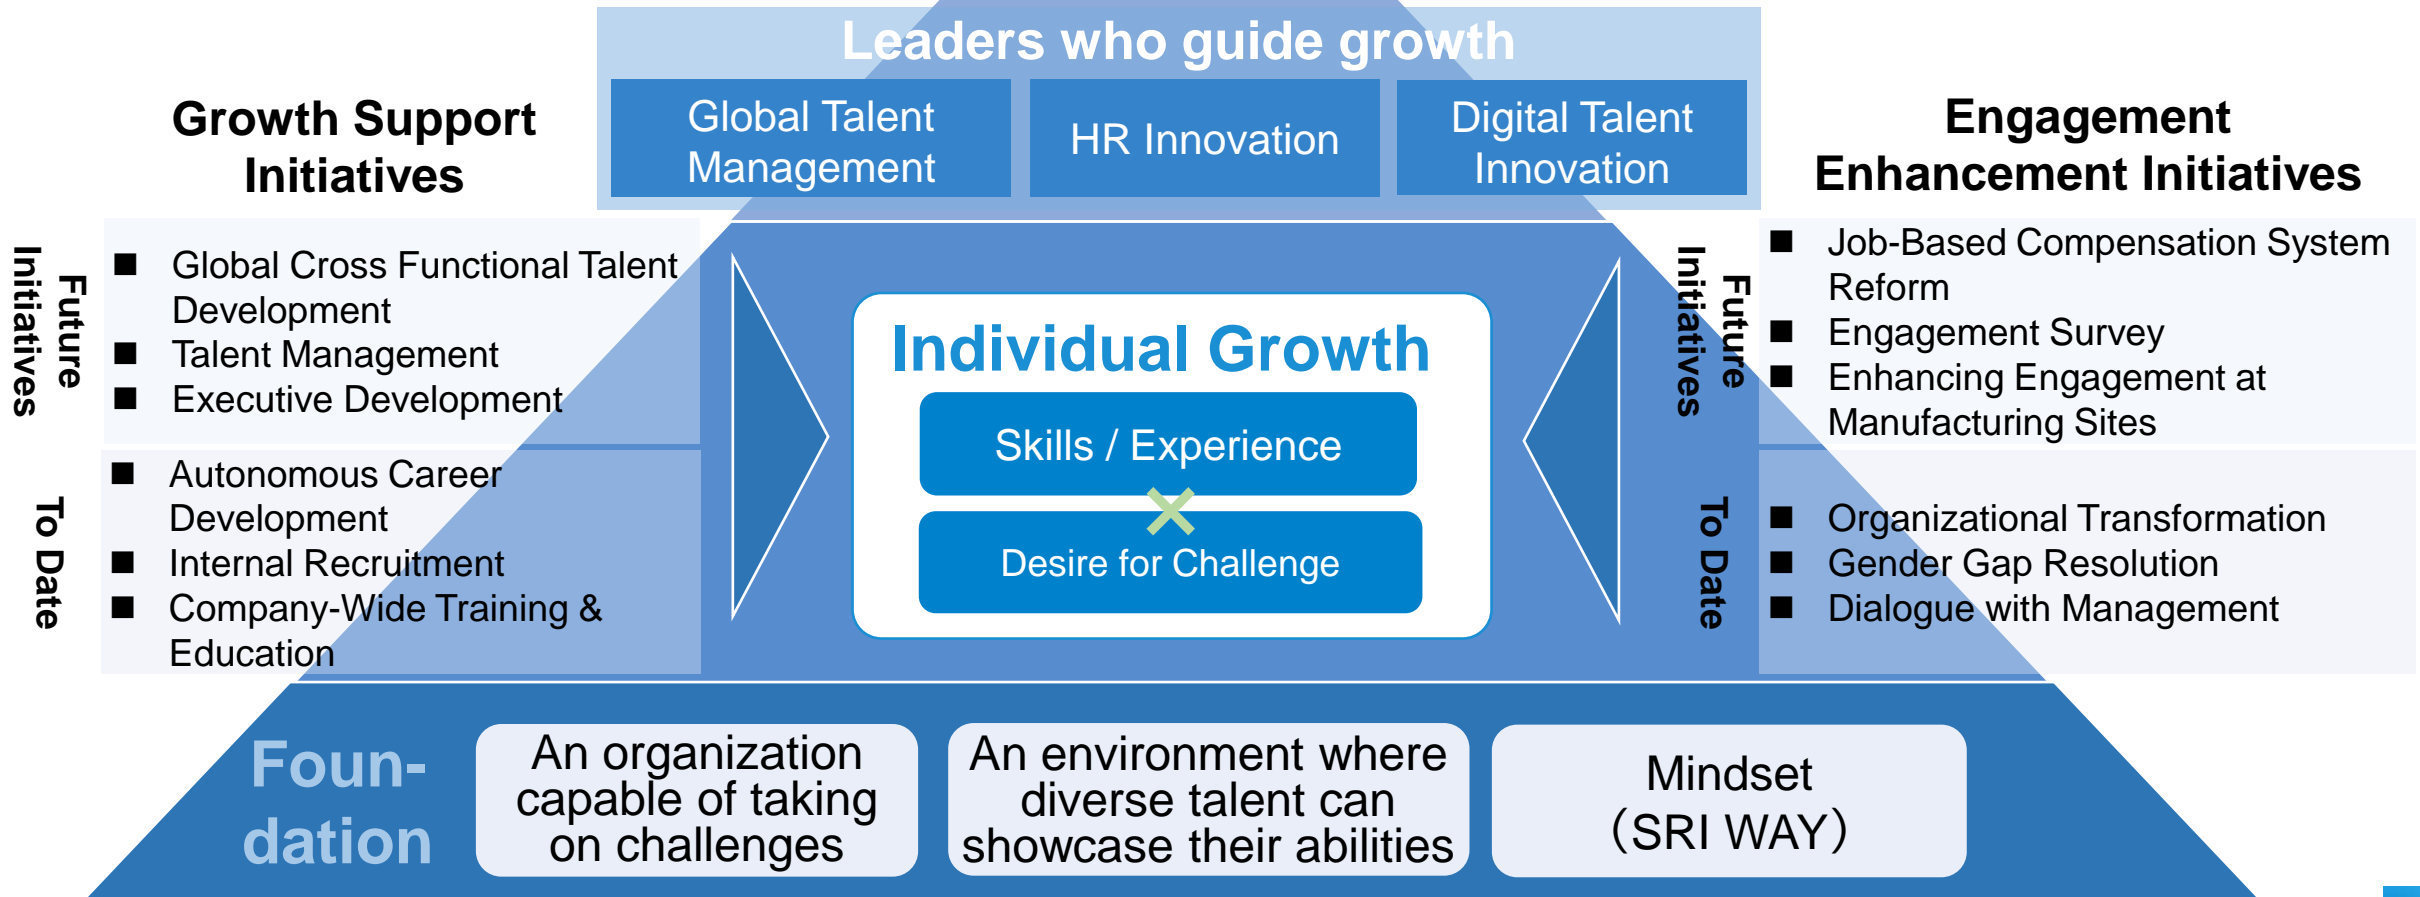 Leaders who guide growth
Global Talent
Management
HR Innovation
Digital Talent
Innovation
Growth Support
Initiatives
Future
Initiatives
■ Global Cross Functional Talent
Development
■ Talent Management
■ Executive Development
To Date
■ Autonomous Career
Development
■ Internal Recruitment
■ Company-Wide Training &
Education
Individual Growth
Skills / Experience
×
Desire for Challenge
Engagement
Enhancement Initiatives
Future
Initiatives
■ Job-Based Compensation System
Reform
■ Engagement Survey
■ Enhancing Engagement at
Manufacturing Sites
To Date
■ Organizational Transformation
■ Gender Gap Resolution
■ Dialogue with Management
Foun-
dation
An organization
capable of taking
on challenges
An environment where
diverse talent can
showcase their abilities
Mindset
（SRI WAY）